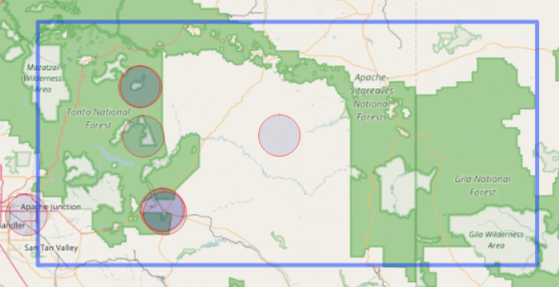 Mazatzal
Wilderness
Area
Tonto National
Forest
Apache-
Sitgreaves
National
Forests
Gila National
Forest
Gila Wilderness
Area
Apache Junction
handler
San Tan Valley